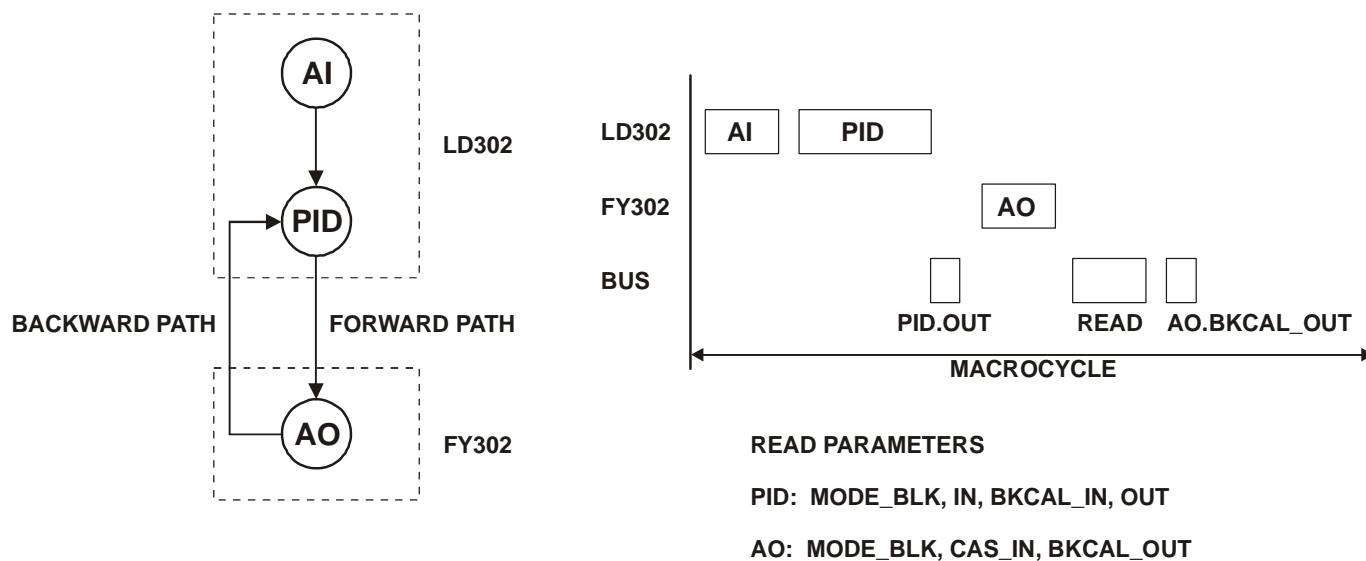 AI
LD302
PID
BACKWARD PATH
FORWARD PATH
AO
FY302
LD302
AI
PID
FY302
AO
BUS
PID.OUT
READ
AO.BKCAL_OUT
MACROCYCLE
READ PARAMETERS
PID: MODE_BLK, IN, BKCAL_IN, OUT
AO: MODE_BLK, CAS_IN, BKCAL_OUT